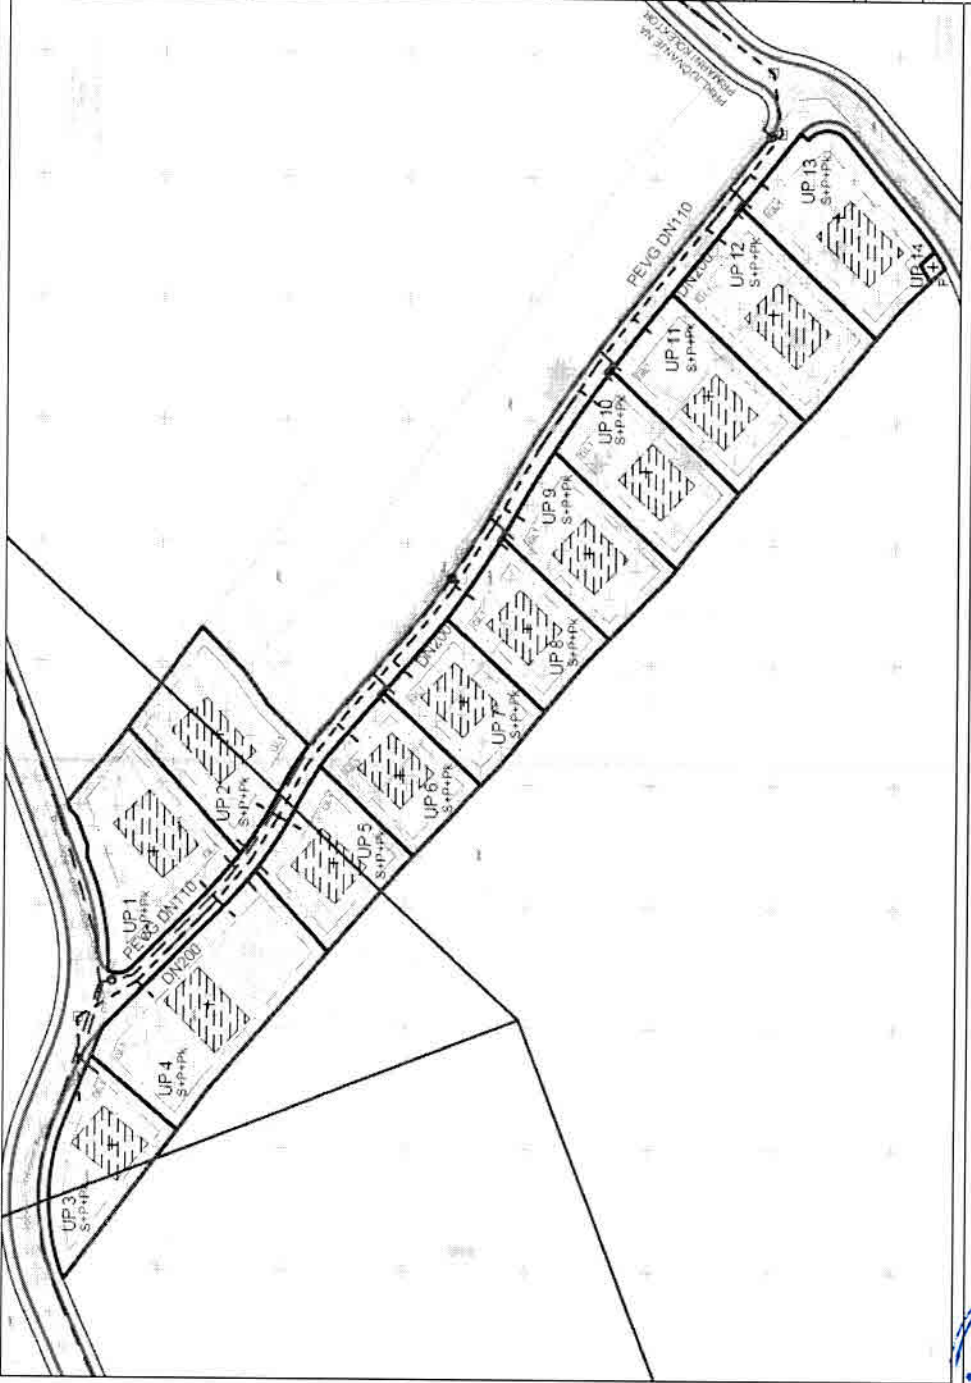 PRIKLJUČIVANJE NA
PRIMARNI KOLEKTOR
UP 13
S+P+Pk
UP 14
PEVG DN110
DN200
UP 12
S+P+Pk
UP 11
S+P+Pk
UP 10
S+P+Pk
UP 9
S+P+Pk
UP 8
S+P+Pk
DN200
UP 7
S+P+Pk
UP 6
S+P+Pk
UP 5
S+P+Pk
UP 2
S+P+Pk
UP 1
S+P+Pk
PEVG DN110
DN200
UP 4
S+P+Pk
UP 3
S+P+Pk